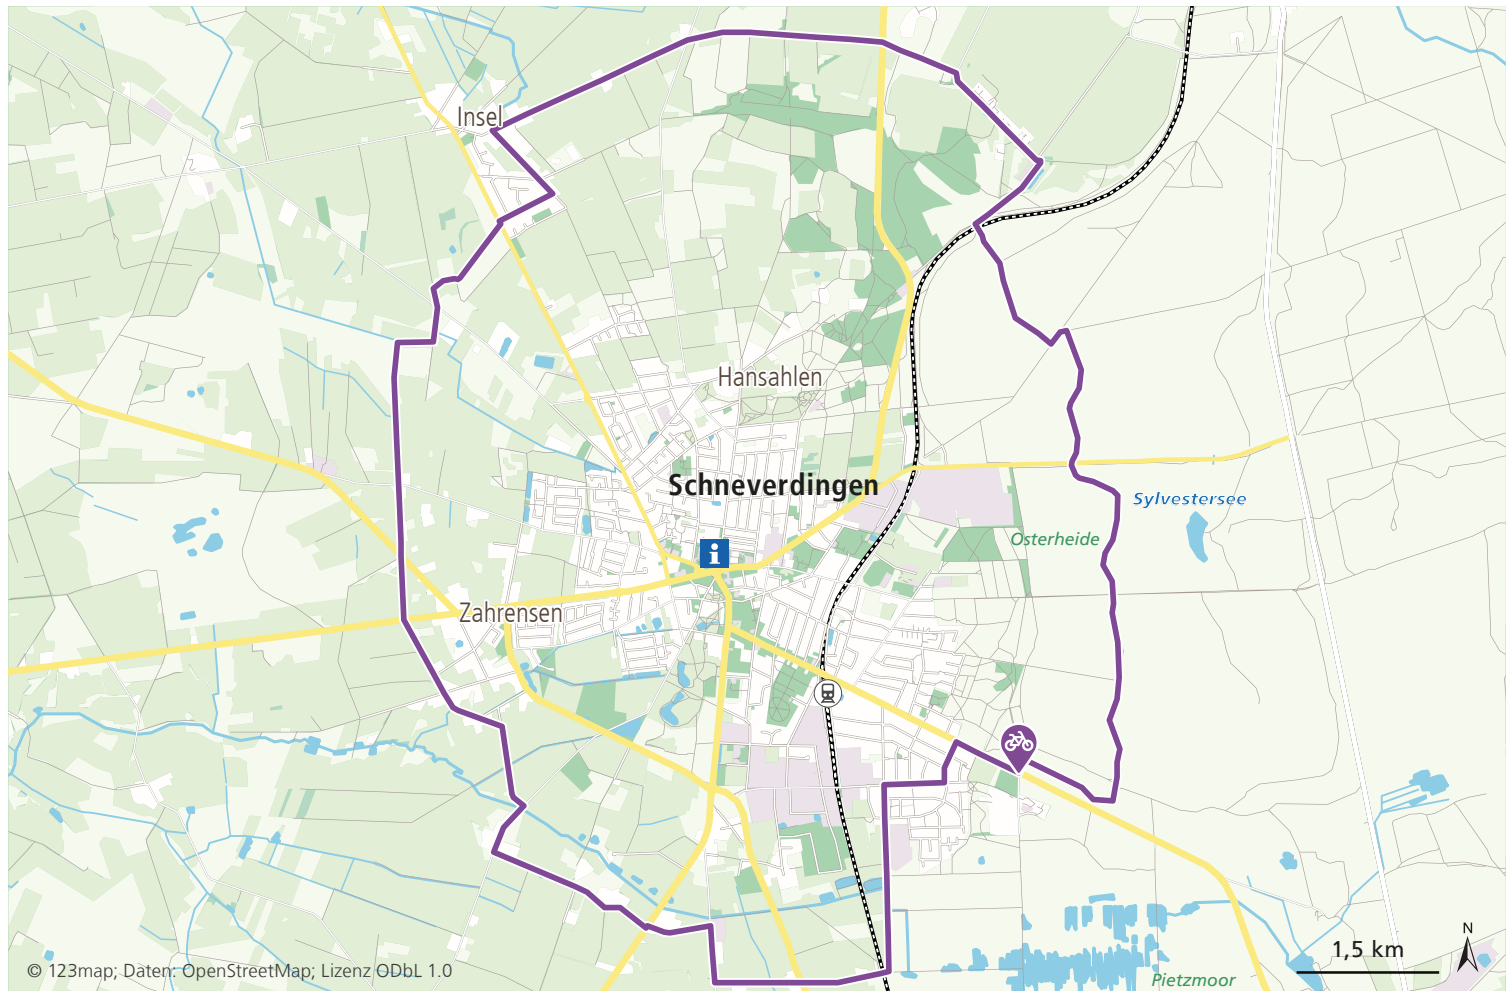 Insel
Hansahlen
Schneverdingen
Sylvestersee
Osterheide
i
Zahrensen
N
1,5 km
© 123map; Daten: OpenStreetMap; Lizenz ODbL 1.0
Pietzmoor